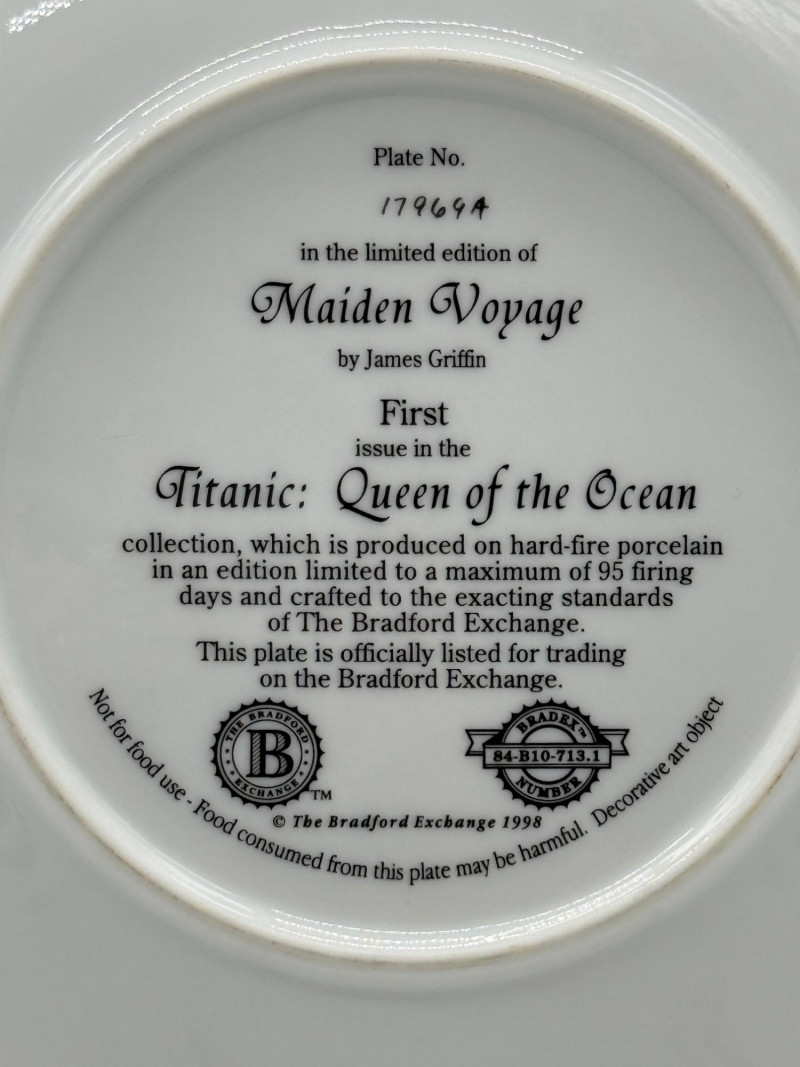 Plate No.
17969A
in the limited edition of
Maiden Voyage
by James Griffin
First
issue in the
Titanic: Queen of the Ocean
collection, which is produced on hard-fire porcelain
in an edition limited to a maximum of 95 firing
days and crafted to the exacting standards
of The Bradford Exchange.
This plate is officially listed for trading
on the Bradford Exchange.
THE BRADFORD
B
EXCHANGE
TM
BRADEX™
84-B10-713.1
NUMBER
© The Bradford Exchange 1998
Not for food use - Food consumed from this plate may be harmful. Decorative art object